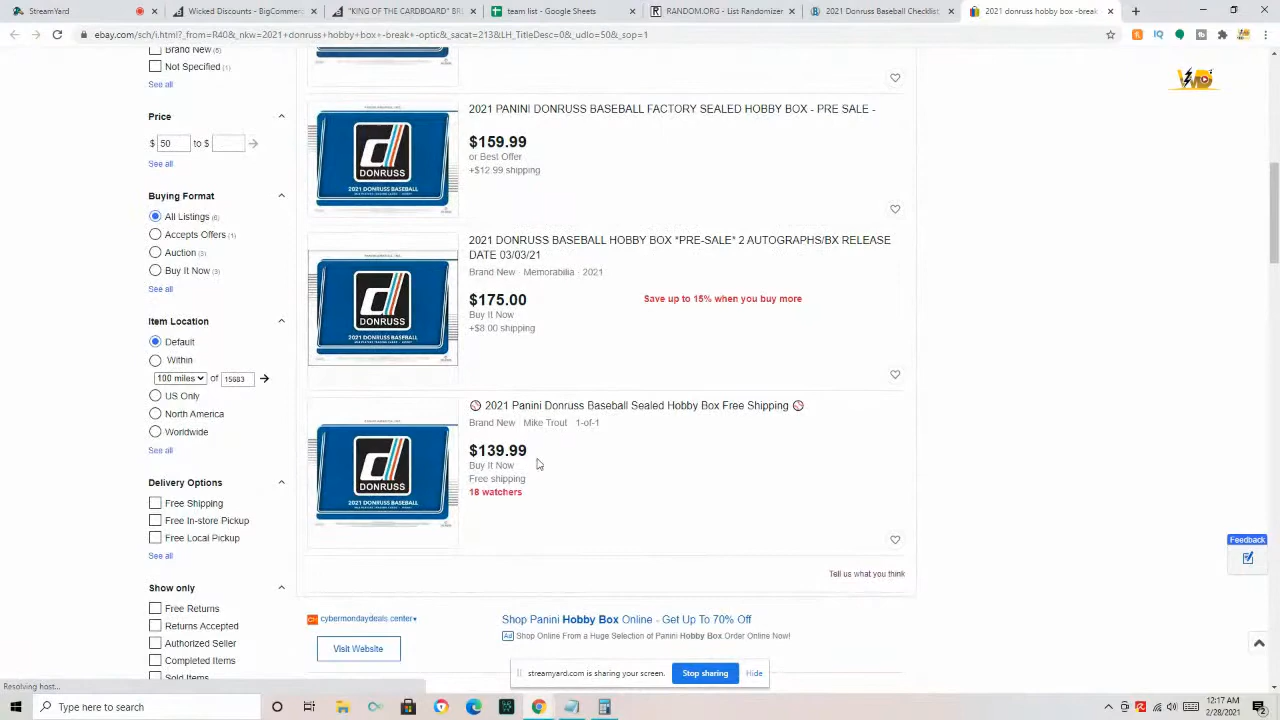 StreamYard
Wicked Discounts - BigCommerc
"KING OF THE CARDBOARD" BRE
team list - Google Sheets
RANDOM.ORG - List Randomizer
2021 Donruss Baseball Checklist
2021 donruss hobby box -break
ebay.com/sch/i.html?_from=R40&_nkw=2021+donruss+hobby+box+-break+-optic&_sacat=213&LH_TitleDesc=0&_udlo=50&_sop=1
Brand New (5)
Not Specified (1)
See all
Price
$ 50 to $
See all
Buying Format
All Listings (6)
Accepts Offers (1)
Auction (3)
Buy It Now (3)
See all
Item Location
Default
Within
100 miles of 15683
US Only
North America
Worldwide
See all
Delivery Options
Free Shipping
Free In-store Pickup
Free Local Pickup
See all
Show only
Free Returns
Returns Accepted
Authorized Seller
Completed Items
Sold Items
2021 PANINI DONRUSS BASEBALL FACTORY SEALED HOBBY BOX -PRE SALE -
$159.99
or Best Offer
+$12.99 shipping
DONRUSS
2021 DONRUSS BASEBALL
2021 DONRUSS BASEBALL HOBBY BOX *PRE-SALE* 2 AUTOGRAPHS/BX RELEASE
DATE 03/03/21
Brand New · Memorabilia · 2021
$175.00
Buy It Now
+$8.00 shipping
Save up to 15% when you buy more
DONRUSS
2021 DONRUSS BASEBALL
2021 Panini Donruss Baseball Sealed Hobby Box Free Shipping
Brand New · Mike Trout · 1-of-1
$139.99
Buy It Now
Free shipping
18 watchers
DONRUSS
2021 DONRUSS BASEBALL
Tell us what you think
cybermondaydeals.center
Visit Website
Shop Panini Hobby Box Online - Get Up To 70% Off
Ad Shop Online From a Huge Selection of Panini Hobby Box.Order Online Now!
Feedback
streamyard.com is sharing your screen.
Stop sharing
Hide
Resolving host...
Type here to search
12:17 AM
2/28/2021